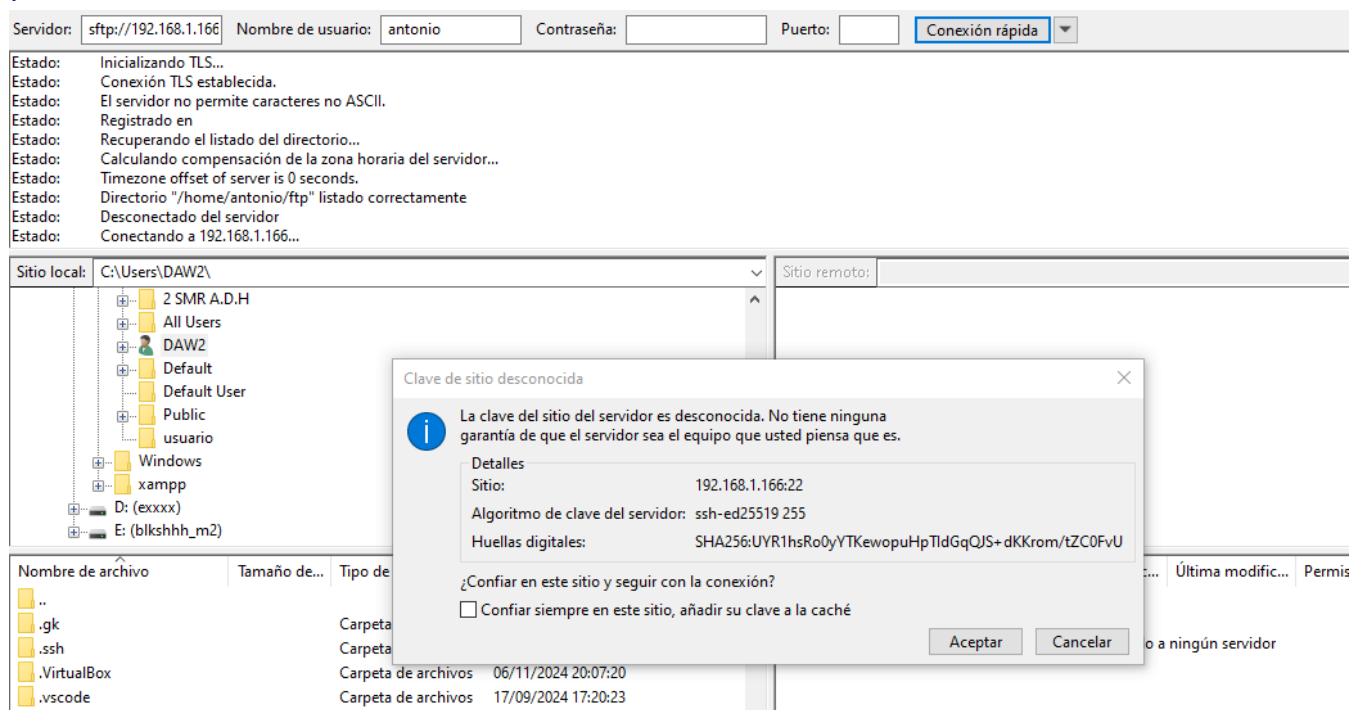 Servidor: sftp://192.168.1.166 Nombre de usuario: antonio Contraseña: Puerto: Conexión rápida
Estado: Inicializando TLS...
Estado: Conexión TLS establecida.
Estado: El servidor no permite caracteres no ASCII.
Estado: Registrado en
Estado: Recuperando el listado del directorio...
Estado: Calculando compensación de la zona horaria del servidor...
Estado: Timezone offset of server is 0 seconds.
Estado: Directorio "/home/antonio/ftp" listado correctamente
Estado: Desconectado del servidor
Estado: Conectando a 192.168.1.166...
Sitio local: C:\Users\DAW2\ Sitio remoto:
2 SMR A.D.H
All Users
DAW2
Default
Default User
Public
usuario
Windows
xampp
D: (exxxx)
E: (blkshhh_m2)
Clave de sitio desconocida
La clave del sitio del servidor es desconocida. No tiene ninguna
garantía de que el servidor sea el equipo que usted piensa que es.
Detalles
Sitio: 192.168.1.166:22
Algoritmo de clave del servidor: ssh-ed25519 255
Huellas digitales: SHA256:UYR1hsRo0yYTKewopuHpTldGqQJS+dKKrom/tZC0FvU
¿Confiar en este sitio y seguir con la conexión?
Confiar siempre en este sitio, añadir su clave a la caché
Aceptar Cancelar
Nombre de archivo Tamaño de... Tipo de Última modific... Permis
..
.gk Carpeta
.ssh Carpeta o a ningún servidor
.VirtualBox Carpeta de archivos 06/11/2024 20:07:20
.vscode Carpeta de archivos 17/09/2024 17:20:23